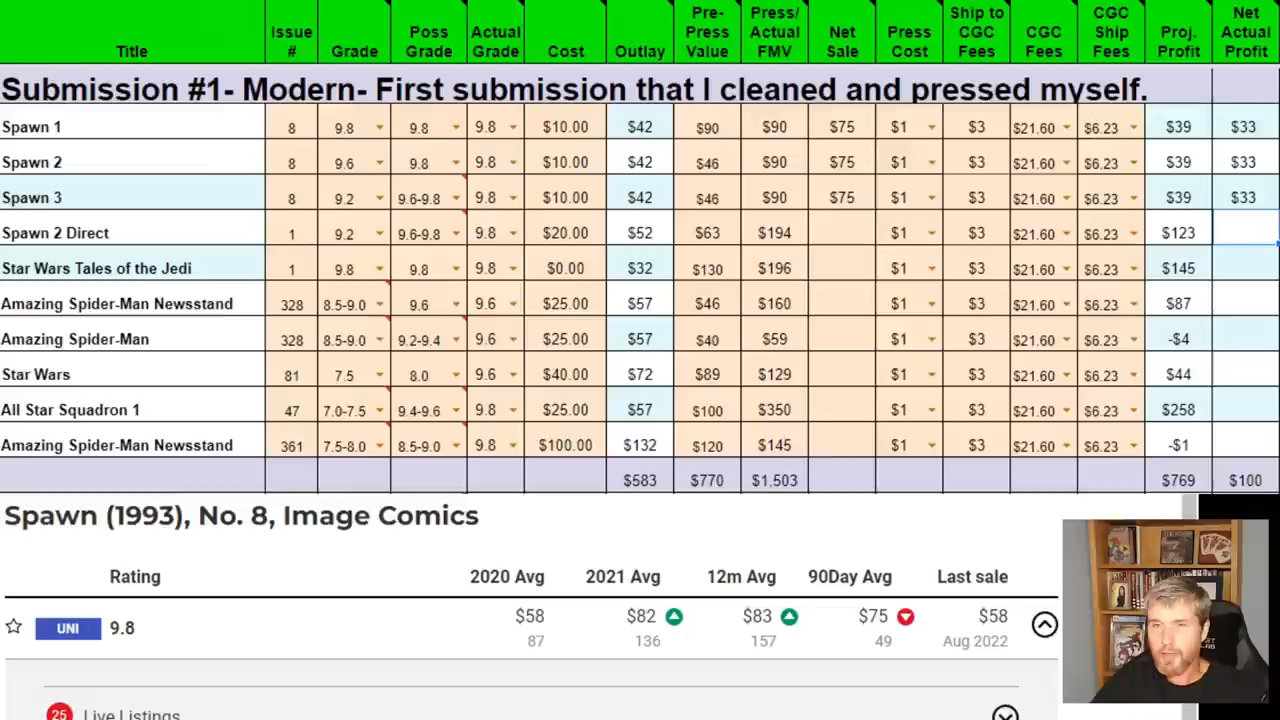 Title Issue # Grade Poss Grade Actual Grade Cost Outlay Pre-Press Value Press/Actual FMV Net Sale Press Cost Ship to CGC Fees CGC Fees CGC Ship Fees Proj. Profit Net Actual Profit
Submission #1- Modern- First submission that I cleaned and pressed myself.
Spawn 1 8 9.8 9.8 9.8 $10.00 $42 $90 $90 $75 $1 $3 $21.60 $6.23 $39 $33
Spawn 2 8 9.6 9.8 9.8 $10.00 $42 $46 $90 $75 $1 $3 $21.60 $6.23 $39 $33
Spawn 3 8 9.2 9.6-9.8 9.8 $10.00 $42 $46 $90 $75 $1 $3 $21.60 $6.23 $39 $33
Spawn 2 Direct 1 9.2 9.6-9.8 9.8 $20.00 $52 $63 $194 $1 $3 $21.60 $6.23 $123
Star Wars Tales of the Jedi 1 9.8 9.8 9.8 $0.00 $32 $130 $196 $1 $3 $21.60 $6.23 $145
Amazing Spider-Man Newsstand 328 8.5-9.0 9.6 9.6 $25.00 $57 $46 $160 $1 $3 $21.60 $6.23 $87
Amazing Spider-Man 328 8.5-9.0 9.2-9.4 9.6 $25.00 $57 $40 $59 $1 $3 $21.60 $6.23 -$4
Star Wars 81 7.5 8.0 9.6 $40.00 $72 $89 $129 $1 $3 $21.60 $6.23 $44
All Star Squadron 1 47 7.0-7.5 9.4-9.6 9.8 $25.00 $57 $100 $350 $1 $3 $21.60 $6.23 $258
Amazing Spider-Man Newsstand 361 7.5-8.0 8.5-9.0 9.8 $100.00 $132 $120 $145 $1 $3 $21.60 $6.23 -$1
$583 $770 $1,503 $769 $100
Spawn (1993), No. 8, Image Comics
Rating 2020 Avg 2021 Avg 12m Avg 90Day Avg Last sale
UNI 9.8 $58 $82 $83 $75 $58
87 136 157 49 Aug 2022
25 Live Listings